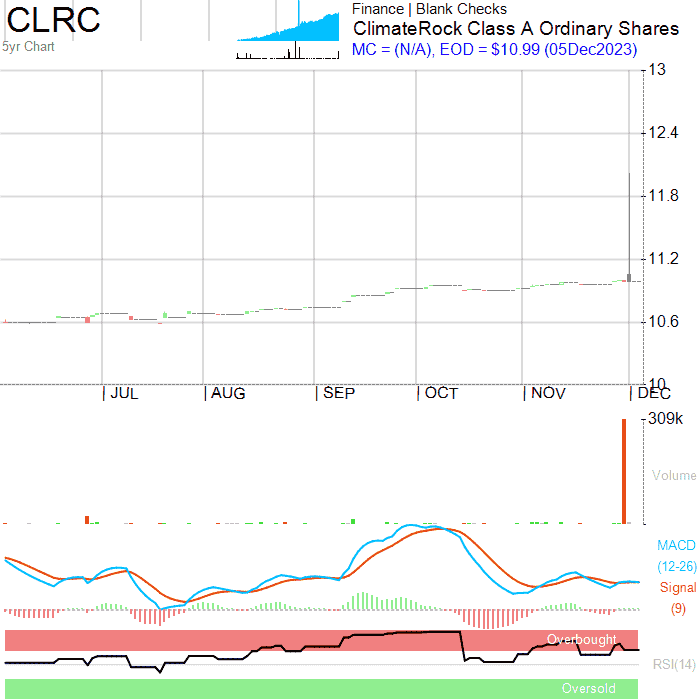 CLRC
5yr Chart
Finance | Blank Checks
ClimateRock Class A Ordinary Shares
MC = (N/A), EOD = $10.99 (05Dec2023)
13
12.4
11.8
11.2
10.6
10
| JUL | AUG | SEP | OCT | NOV | DEC
309k
Volume
MACD
(12-26)
Signal
(9)
Overbought
RSI(14)
Oversold